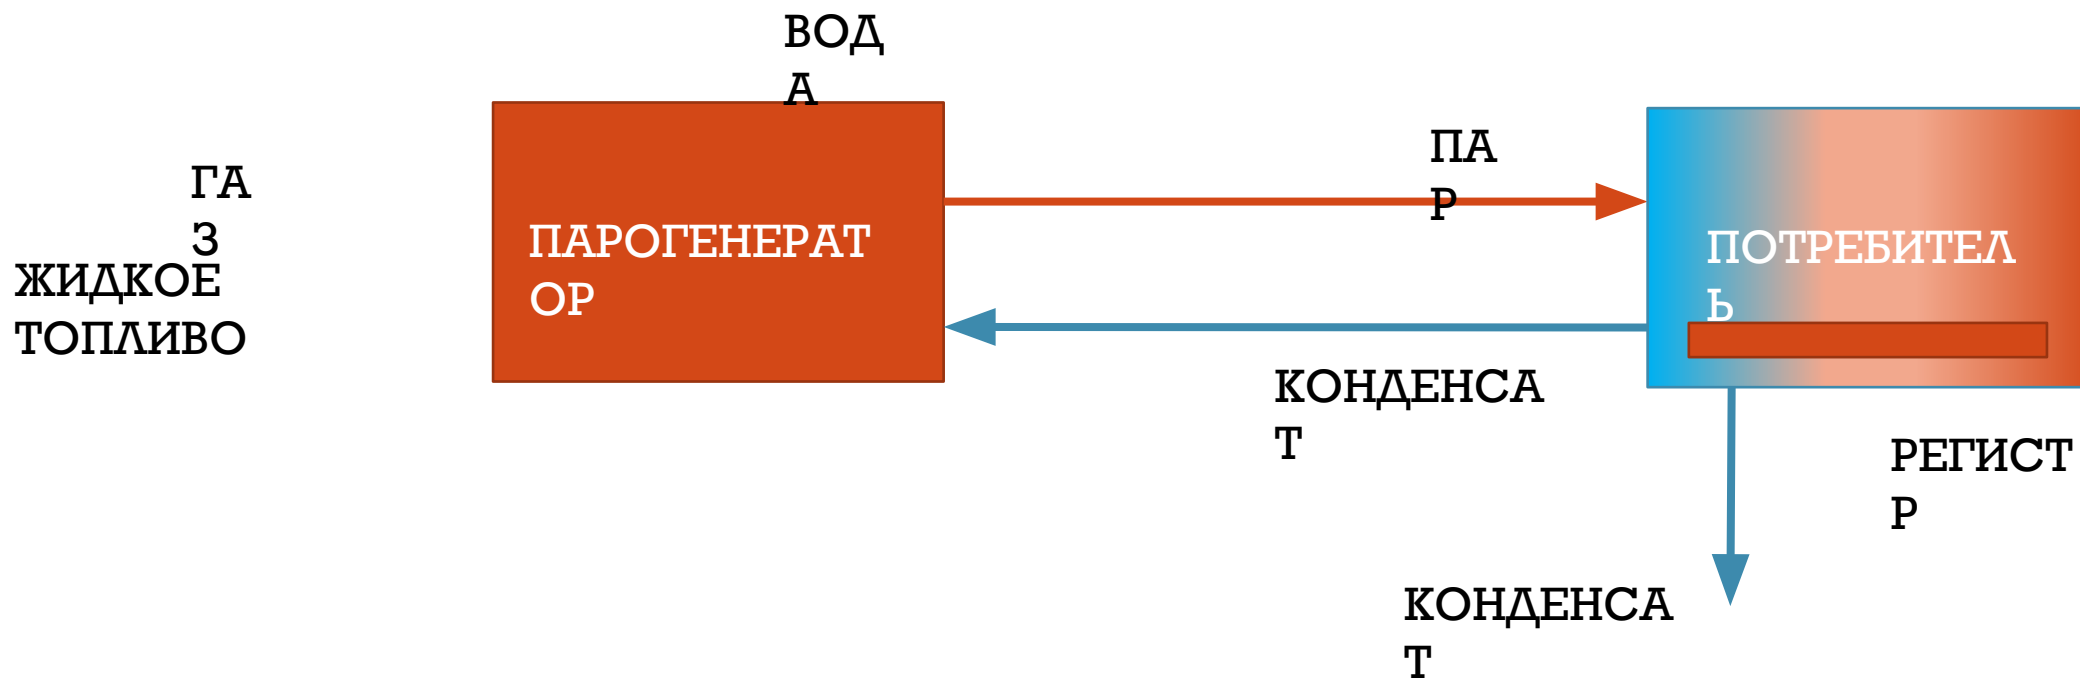 ВОД
А
ГА
З
ЖИДКОЕ
ТОПЛИВО
ПАРОГЕНЕРАТ
ОР
ПА
Р
ПОТРЕБИТЕЛ
Ь
КОНДЕНСА
Т
РЕГИСТ
Р
КОНДЕНСА
Т